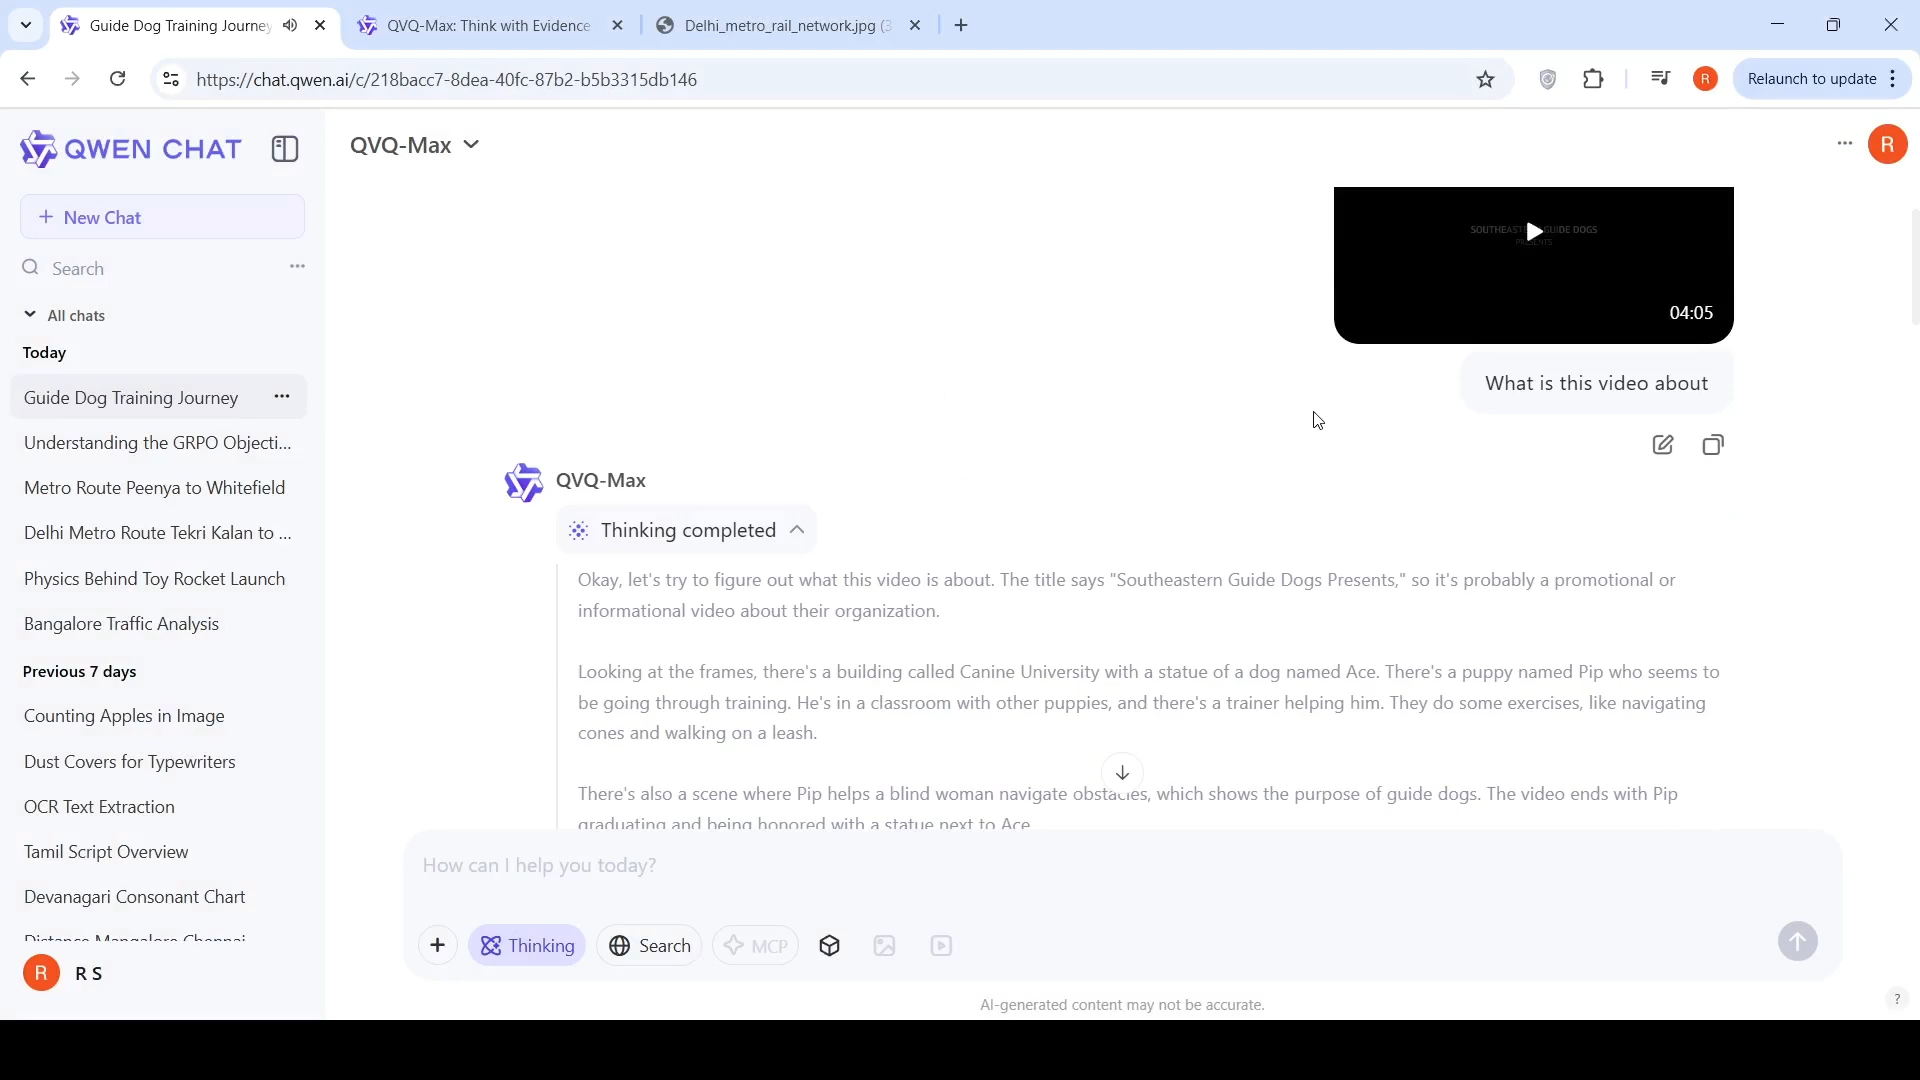 Guide Dog Training Journey
QVQ-Max: Think with Evidence
Delhi_metro_rail_network.jpg (3
https://chat.qwen.ai/c/218bacc7-8dea-40fc-87b2-b5b3315db146
R
Relaunch to update
QWEN CHAT
QVQ-Max
R
+ New Chat
Search
All chats
Today
Guide Dog Training Journey
Understanding the GRPO Objecti...
Metro Route Peenya to Whitefield
Delhi Metro Route Tekri Kalan to ...
Physics Behind Toy Rocket Launch
Bangalore Traffic Analysis
Previous 7 days
Counting Apples in Image
Dust Covers for Typewriters
OCR Text Extraction
Tamil Script Overview
Devanagari Consonant Chart
Distance Mangalore Chennai
R
R S
GUIDE DOGS
04:05
What is this video about
QVQ-Max
Thinking completed
Okay, let's try to figure out what this video is about. The title says "Southeastern Guide Dogs Presents," so it's probably a promotional or
informational video about their organization.
Looking at the frames, there's a building called Canine University with a statue of a dog named Ace. There's a puppy named Pip who seems to
be going through training. He's in a classroom with other puppies, and there's a trainer helping him. They do some exercises, like navigating
cones and walking on a leash.
There's also a scene where Pip helps a blind woman navigate obstacles, which shows the purpose of guide dogs. The video ends with Pip
graduating and being honored with a statue next to Ace
How can I help you today?
Thinking
Search
MCP
AI-generated content may not be accurate.
?